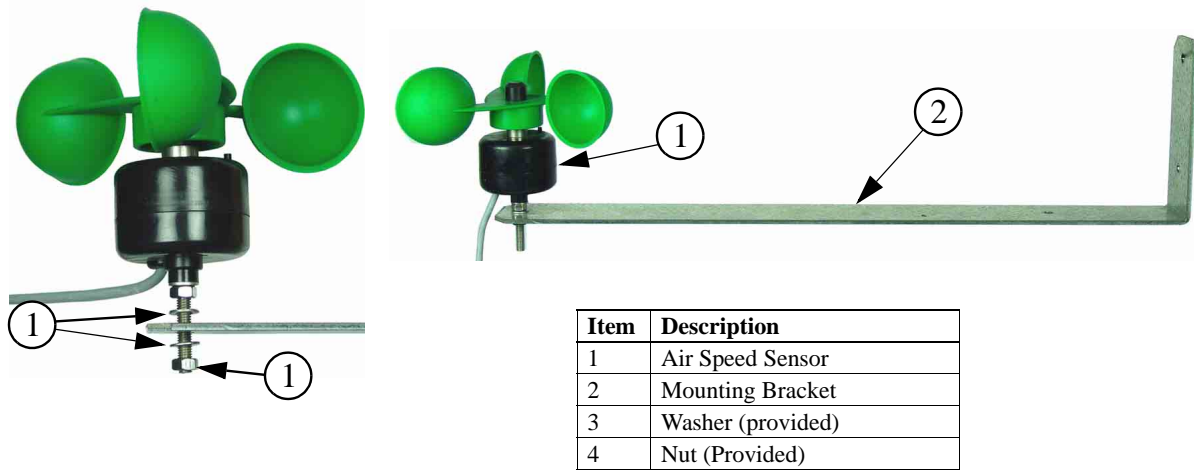 1
2
1
1
Item Description
1 Air Speed Sensor
2 Mounting Bracket
3 Washer (provided)
4 Nut (Provided)